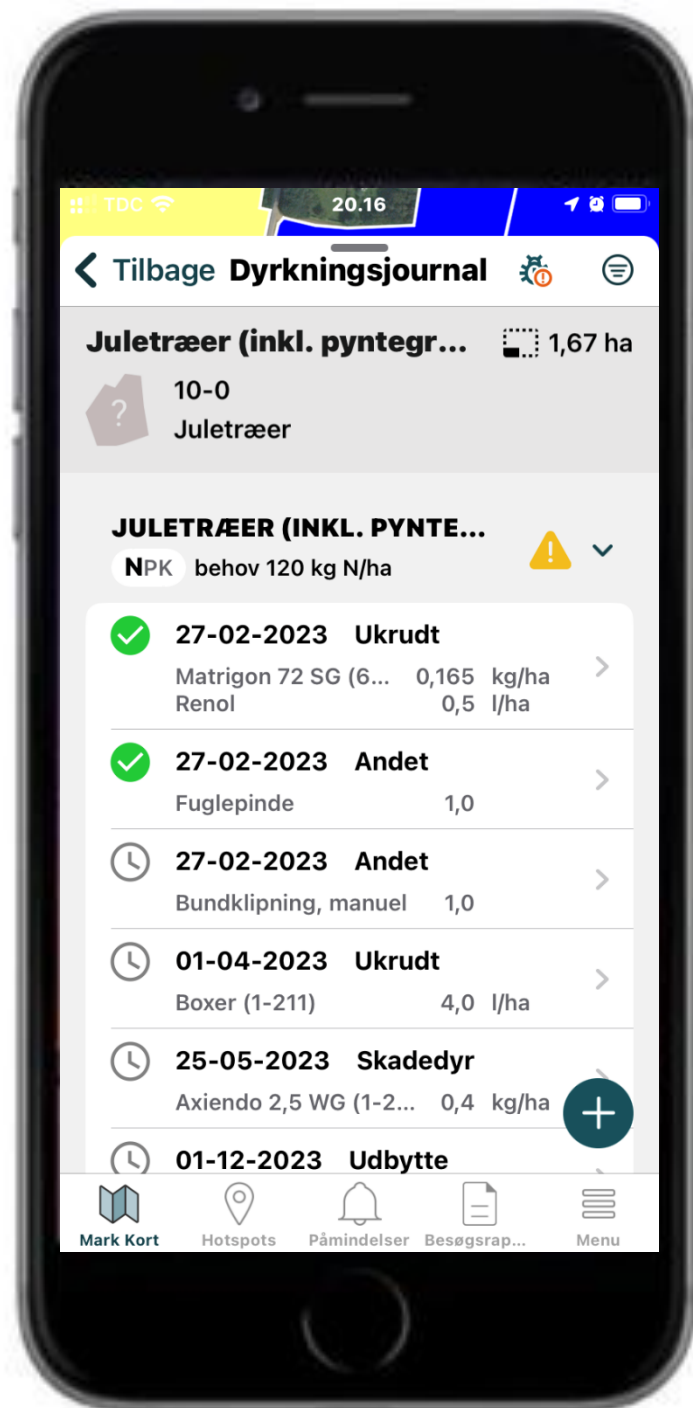 TDC 20.16
Tilbage Dyrkningsjournal
Juletræer (inkl. pyntegr... 1,67 ha
?
10-0
Juletræer
JULETRÆER (INKL. PYNTE...
NPK behov 120 kg N/ha
27-02-2023 Ukrudt
Matrigon 72 SG (6... 0,165 kg/ha
Renol 0,5 l/ha
27-02-2023 Andet
Fuglepinde 1,0
27-02-2023 Andet
Bundklipning, manuel 1,0
01-04-2023 Ukrudt
Boxer (1-211) 4,0 l/ha
25-05-2023 Skadedyr
Axiendo 2,5 WG (1-2... 0,4 kg/ha
01-12-2023 Udbytte
Mark Kort Hotspots Påmindelser Besøgsrap... Menu